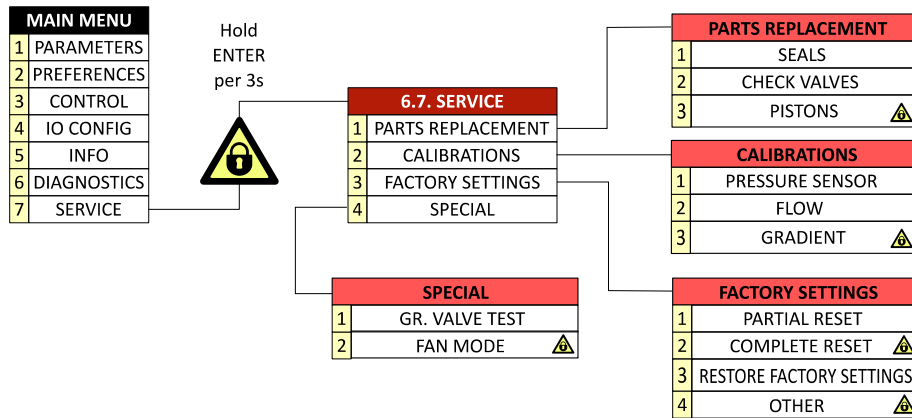 MAIN MENU
1 PARAMETERS
2 PREFERENCES
3 CONTROL
4 IO CONFIG
5 INFO
6 DIAGNOSTICS
7 SERVICE
Hold
ENTER
per 3s
6.7. SERVICE
1 PARTS REPLACEMENT
2 CALIBRATIONS
3 FACTORY SETTINGS
4 SPECIAL
PARTS REPLACEMENT
1 SEALS
2 CHECK VALVES
3 PISTONS
CALIBRATIONS
1 PRESSURE SENSOR
2 FLOW
3 GRADIENT
SPECIAL
1 GR. VALVE TEST
2 FAN MODE
FACTORY SETTINGS
1 PARTIAL RESET
2 COMPLETE RESET
3 RESTORE FACTORY SETTINGS
4 OTHER